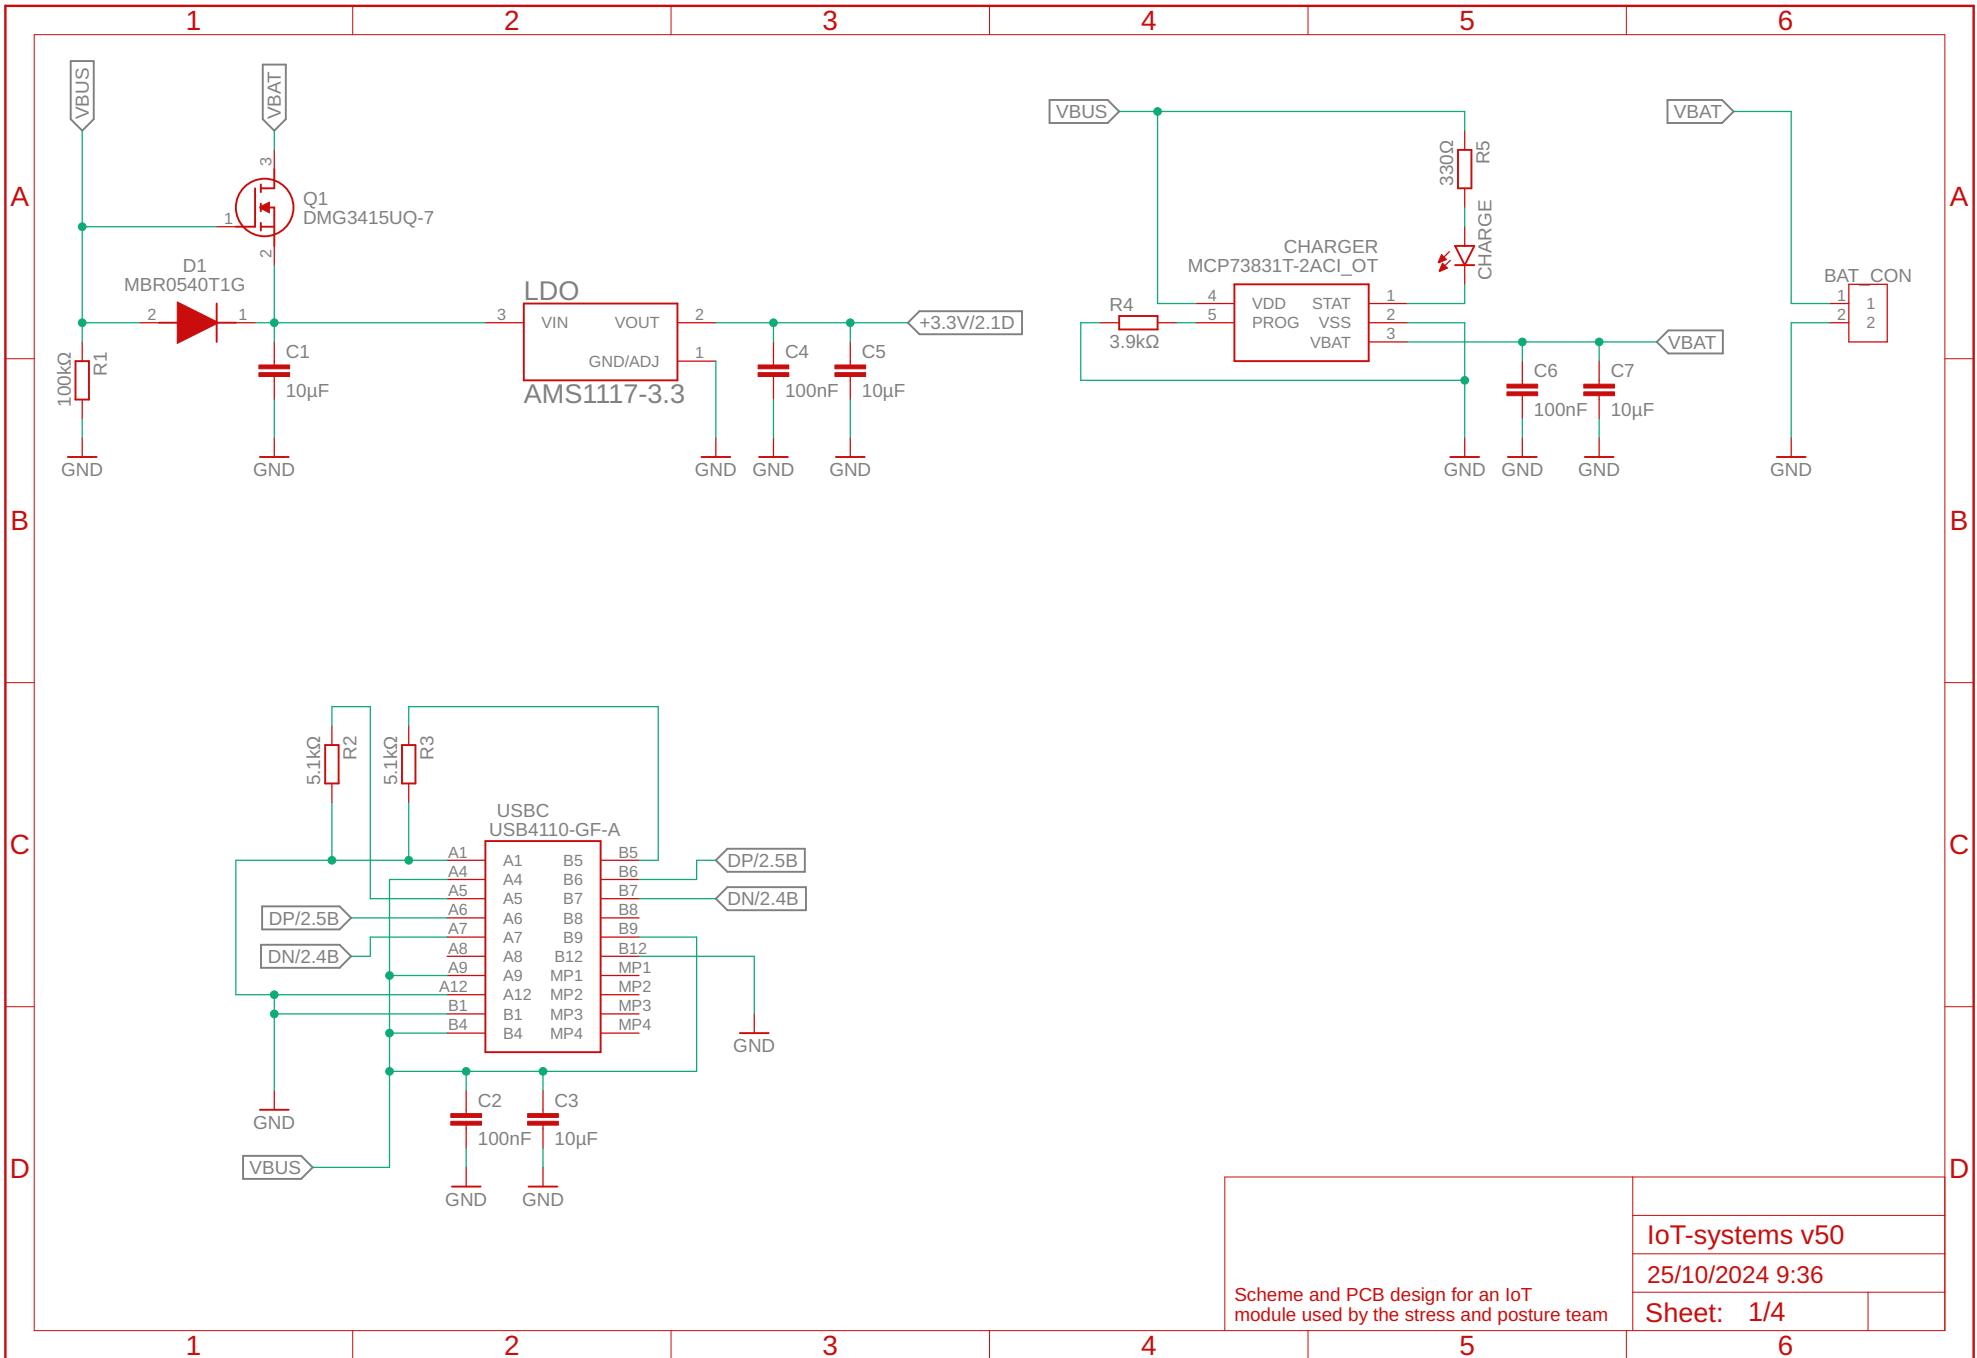 1 2 3 4 5 6
A A
B B
C C
D D
VBUS
VBAT
3
1
2
Q1
DMG3415UQ-7
D1
MBR0540T1G
2
1
100kΩ
R1
GND
C1
10µF
GND
LDO
3
VIN
VOUT
2
GND/ADJ
1
AMS1117-3.3
GND
C4
100nF
GND
C5
10µF
GND
+3.3V/2.1D
VBUS
330Ω
R5
CHARGE
CHARGER
MCP73831T-2ACI_OT
R4
3.9kΩ
4
VDD
STAT
1
5
PROG
VSS
2
VBAT
3
GND
C6
100nF
GND
C7
10µF
GND
VBAT
VBAT
BAT_CON
1 1
2 2
GND
5.1kΩ
R2
5.1kΩ
R3
USBC
USB4110-GF-A
A1 A1 B5 B5
A4 A4 B6 B6
A5 A5 B7 B7
A6 A6 B8 B8
A7 A7 B9 B9
A8 A8 B12 B12
A9 A9 MP1 MP1
A12 A12 MP2 MP2
B1 B1 MP3 MP3
B4 B4 MP4 MP4
DP/2.5B
DN/2.4B
DP/2.5B
DN/2.4B
GND
GND
C2
100nF
GND
C3
10µF
GND
VBUS
Scheme and PCB design for an IoT
module used by the stress and posture team
IoT-systems v50
25/10/2024 9:36
Sheet: 1/4
1 2 3 4 5 6